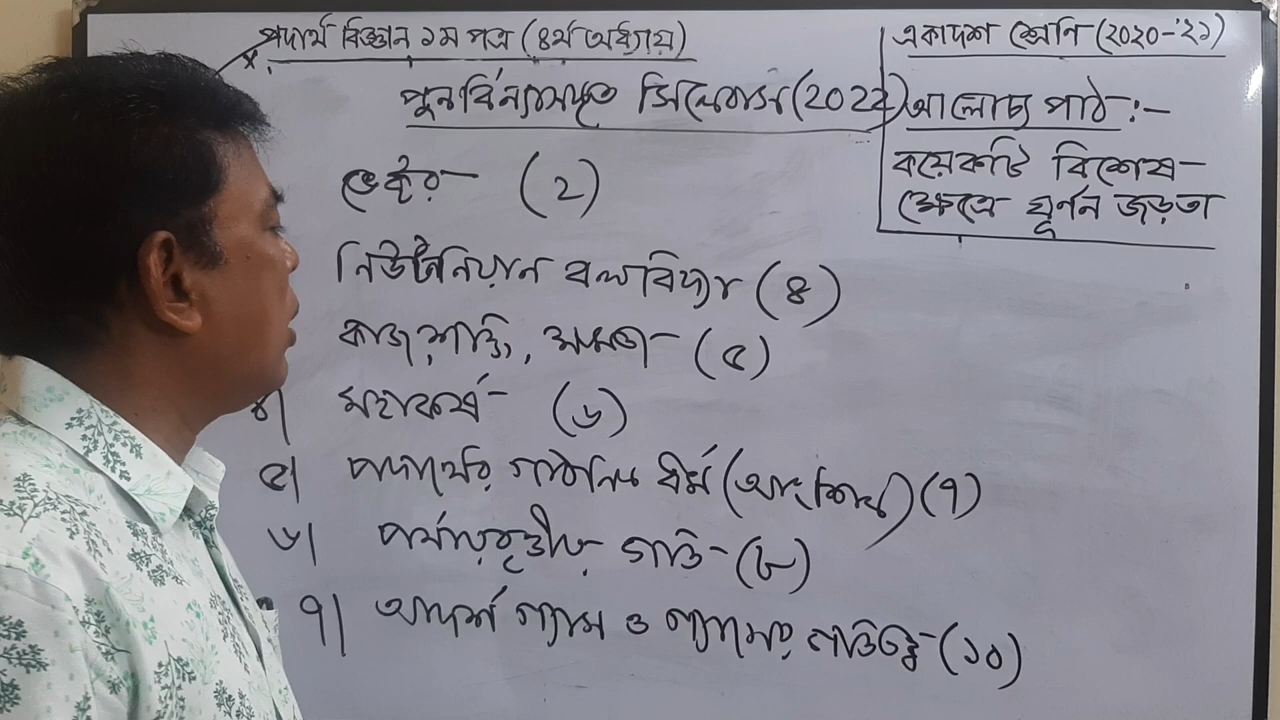 পদার্থ বিজ্ঞান ১ম পত্র (৪র্থ অধ্যায়)
একাদশ শ্রেণি (২০২০-'২১)
পুনর্বিন্যাসকৃত সিলেবাস (2022)
আলোচ্য পাঠ :-
কয়েকটি বিশেষ
ক্ষেত্রে ঘূর্ণন জড়তা
ভেক্টর - (২)
নিউটনিয়ান বলবিদ্যা (৪)
কাজ, শক্তি, ক্ষমতা - (৫)
৪| মহাকর্ষ - (৬)
৫| পদার্থের গাঠনিক ধর্ম (আংশিক) (৭)
৬| পর্যাবৃত্তীয় গতি - (৮)
৭| আদর্শ গ্যাস ও গ্যাসের গতিতত্ত্ব - (১০)